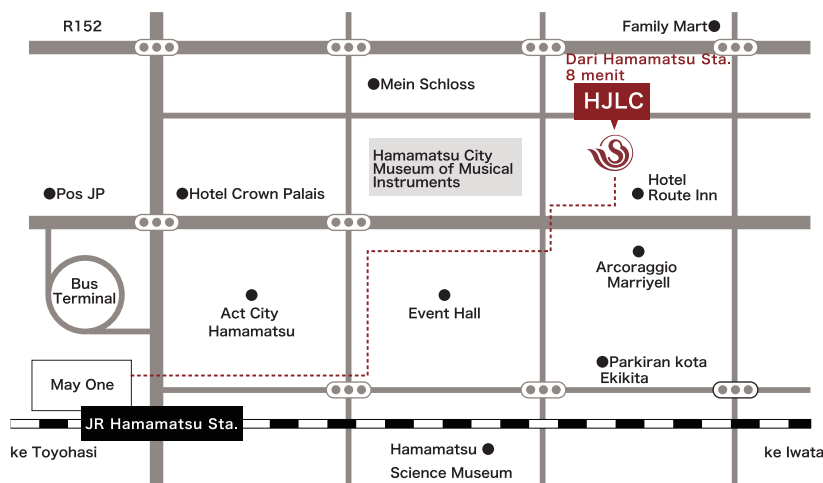 R152
Family Mart
Dari Hamamatsu Sta.
8 menit
Mein Schloss
HJLC
Hamamatsu City
Museum of Musical
Instruments
Pos JP
Hotel Crown Palais
Hotel
Route Inn
Bus
Terminal
Act City
Hamamatsu
Event Hall
Arcoraggio
Marriyell
May One
Parkiran kota
Ekikita
JR Hamamatsu Sta.
ke Toyohasi
Hamamatsu
Science Museum
ke Iwata